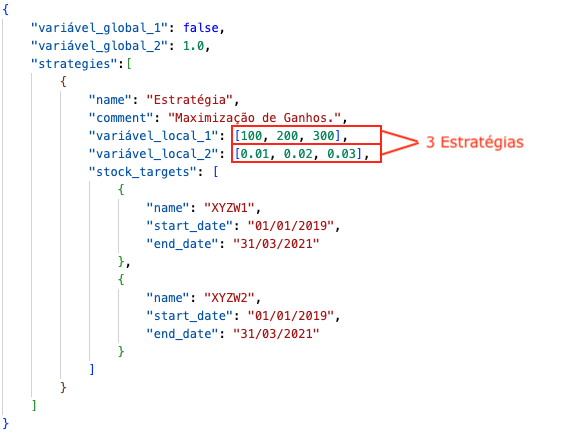 {
"variável_global_1": false,
"variável_global_2": 1.0,
"strategies":[
{
"name": "Estratégia",
"comment": "Maximização de Ganhos.",
"variável_local_1": [100, 200, 300],
"variável_local_2": [0.01, 0.02, 0.03],
3 Estratégias
"stock_targets": [
{
"name": "XYZW1",
"start_date": "01/01/2019",
"end_date": "31/03/2021"
},
{
"name": "XYZW2",
"start_date": "01/01/2019",
"end_date": "31/03/2021"
}
]
}
]
}